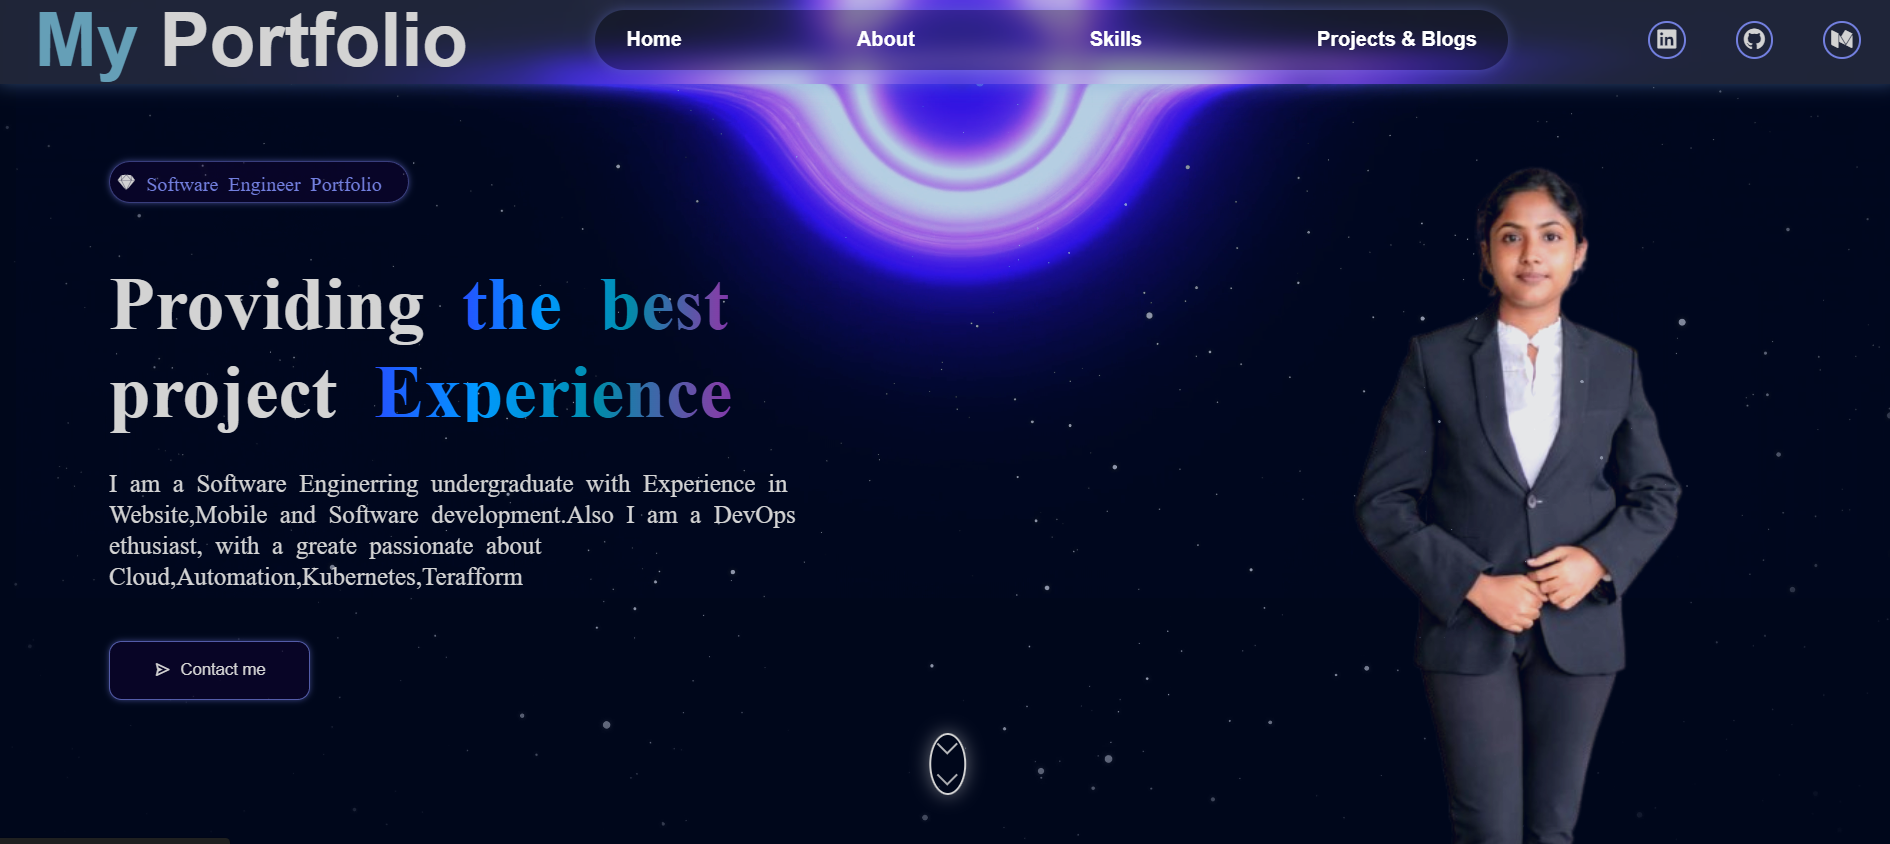 My Portfolio
Home
About
Skills
Projects & Blogs
Software Engineer Portfolio
Providing the best
project Experience
I am a Software Enginerring undergraduate with Experience in
Website,Mobile and Software development.Also I am a DevOps
ethusiast, with a greate passionate about
Cloud,Automation,Kubernetes,Terafform
Contact me